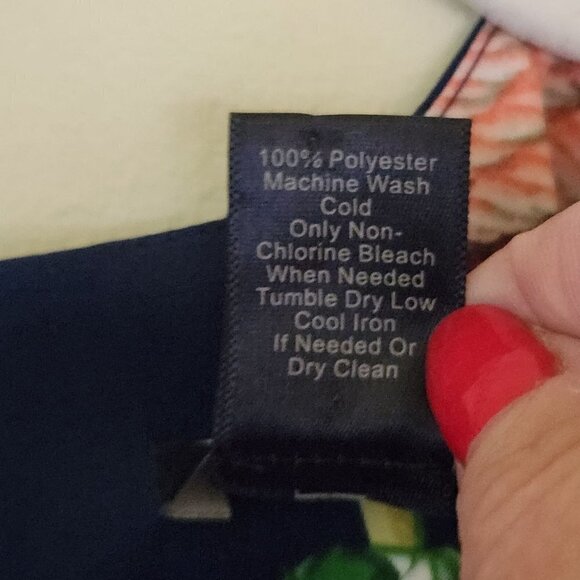 100% Polyester
Machine Wash
Cold
Only Non-
Chlorine Bleach
When Needed
Tumble Dry Low
Cool Iron
If Needed Or
Dry Clean